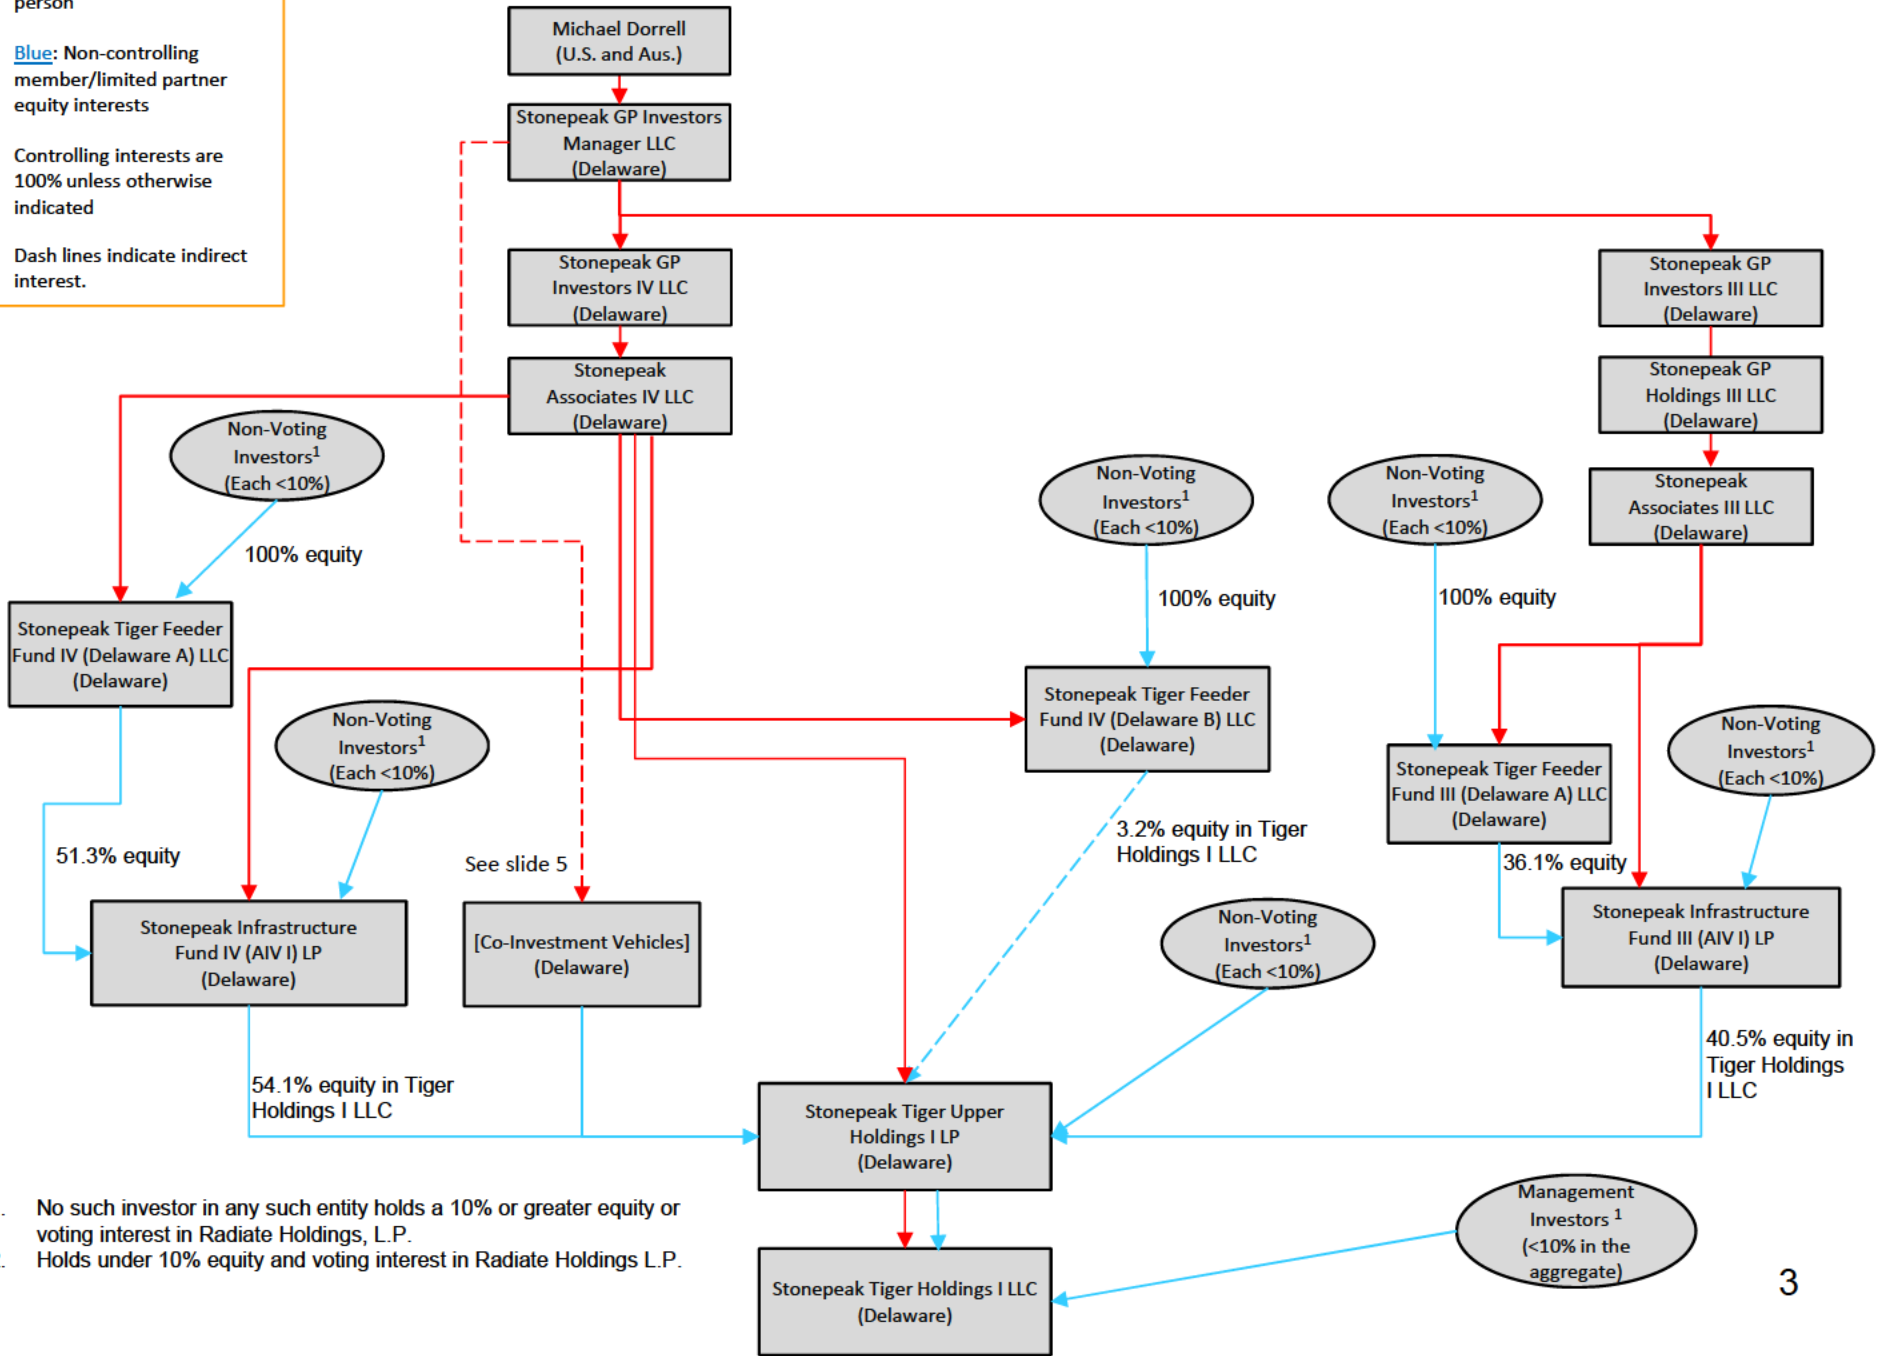 person
Blue: Non-controlling
member/limited partner
equity interests
Controlling interests are
100% unless otherwise
indicated
Dash lines indicate indirect
interest.
Michael Dorrell
(U.S. and Aus.)
Stonepeak GP Investors
Manager LLC
(Delaware)
Stonepeak GP
Investors IV LLC
(Delaware)
Stonepeak GP
Investors III LLC
(Delaware)
Stonepeak
Associates IV LLC
(Delaware)
Stonepeak GP
Holdings III LLC
(Delaware)
Non-Voting
Investors1
(Each <10%)
Non-Voting
Investors1
(Each <10%)
Non-Voting
Investors1
(Each <10%)
Stonepeak
Associates III LLC
(Delaware)
100% equity
100% equity
100% equity
Stonepeak Tiger Feeder
Fund IV (Delaware A) LLC
(Delaware)
Stonepeak Tiger Feeder
Fund IV (Delaware B) LLC
(Delaware)
Non-Voting
Investors1
(Each <10%)
Non-Voting
Investors1
(Each <10%)
Stonepeak Tiger Feeder
Fund III (Delaware A) LLC
(Delaware)
51.3% equity
See slide 5
3.2% equity in Tiger
Holdings I LLC
36.1% equity
Stonepeak Infrastructure
Fund IV (AIV I) LP
(Delaware)
[Co-Investment Vehicles]
(Delaware)
Non-Voting
Investors1
(Each <10%)
Stonepeak Infrastructure
Fund III (AIV I) LP
(Delaware)
54.1% equity in Tiger
Holdings I LLC
40.5% equity in
Tiger Holdings
I LLC
Stonepeak Tiger Upper
Holdings I LP
(Delaware)
Management
Investors 1
(<10% in the
aggregate)
. No such investor in any such entity holds a 10% or greater equity or
voting interest in Radiate Holdings, L.P.
. Holds under 10% equity and voting interest in Radiate Holdings L.P.
Stonepeak Tiger Holdings I LLC
(Delaware)
3